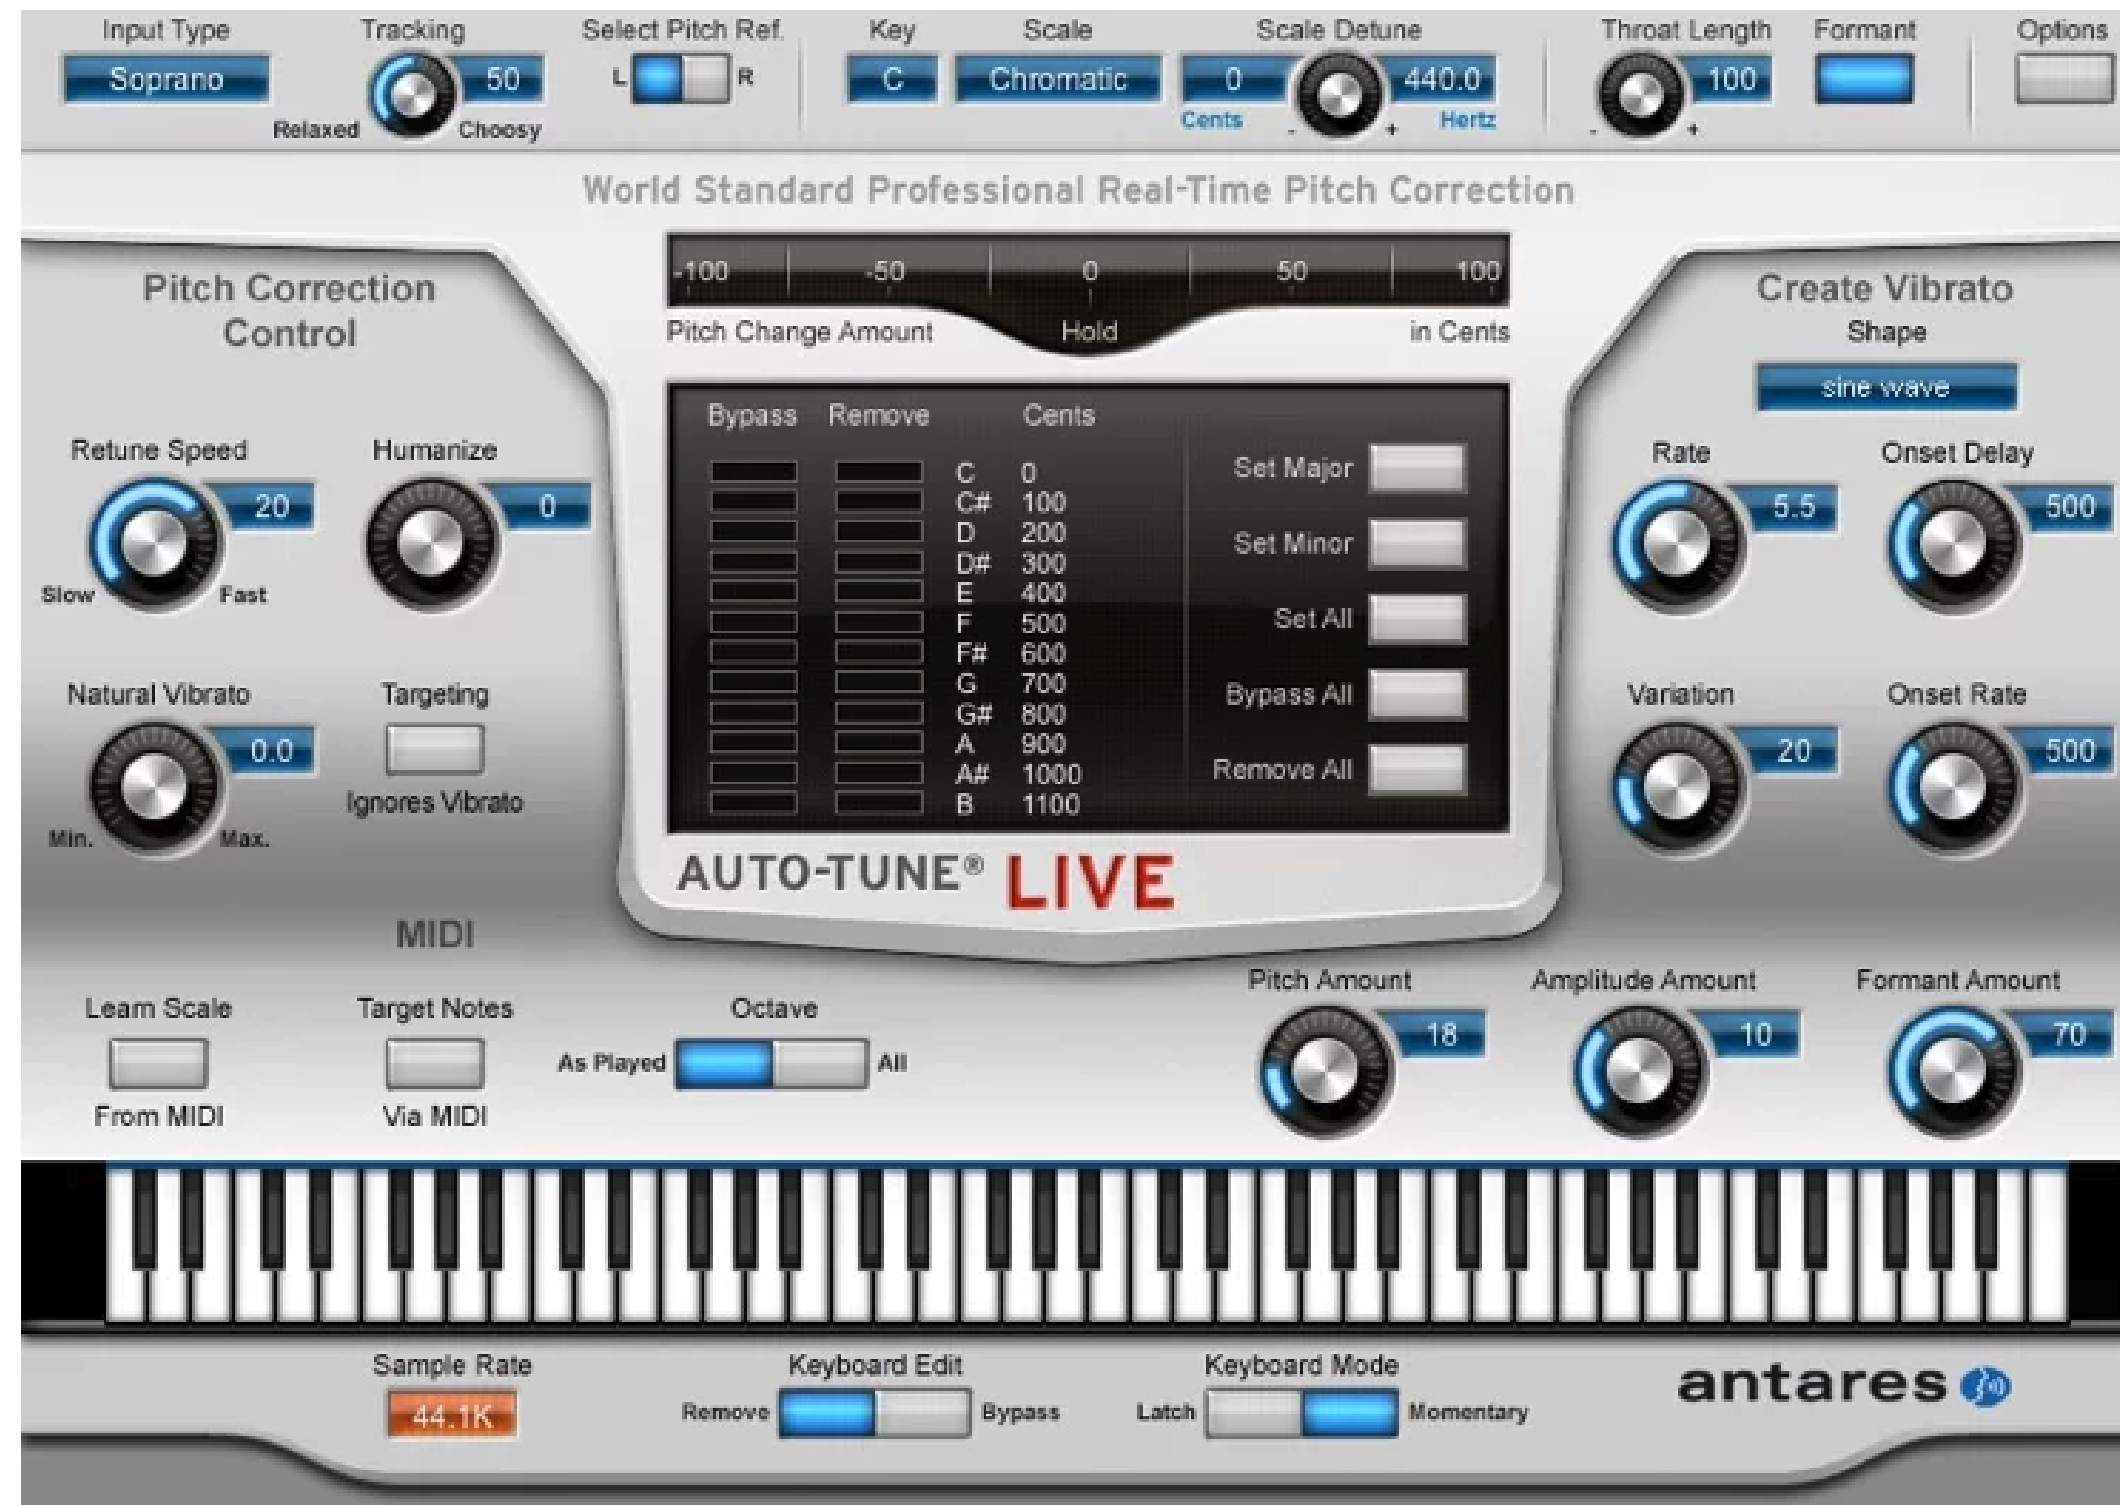 Input Type
Tracking
Select Pitch Ref.
Key
Scale
Scale Detune
Throat Length
Formant
Options
Soprano
50
L
R
C
Chromatic
0
440.0
100
Relaxed
Choosy
Cents
-
+
Hertz
-
+
World Standard Professional Real-Time Pitch Correction
-100
-50
0
50
100
Pitch Change Amount
Hold
in Cents
Pitch Correction
Control
Retune Speed
Humanize
20
0
Slow
Fast
Natural Vibrato
Targeting
0.0
Ignores Vibrato
Min.
Max.
Bypass Remove Cents
C 0
C# 100
D 200
D# 300
E 400
F 500
F# 600
G 700
G# 800
A 900
A# 1000
B 1100
Set Major
Set Minor
Set All
Bypass All
Remove All
AUTO-TUNE® LIVE
Create Vibrato
Shape
sine wave
Rate
Onset Delay
5.5
500
Variation
Onset Rate
20
500
MIDI
Learn Scale
Target Notes
Octave
As Played
All
From MIDI
Via MIDI
Pitch Amount
Amplitude Amount
Formant Amount
18
10
70
Sample Rate
Keyboard Edit
Keyboard Mode
44.1K
Remove
Bypass
Latch
Momentary
antares